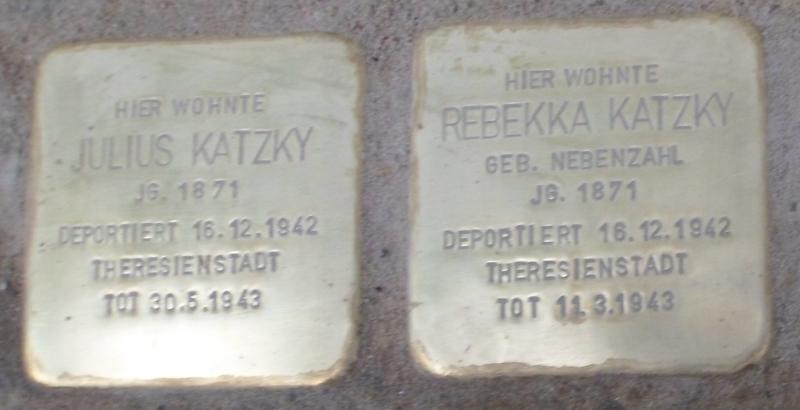 HIER WOHNTE
JULIUS KATZKY
JG. 1871
DEPORTIERT 16.12.1942
THERESIENSTADT
TOT 30.5.1943
HIER WOHNTE
REBEKKA KATZKY
GEB. NEBENZAHL
JG. 1871
DEPORTIERT 16.12.1942
THERESIENSTADT
TOT 11.3.1943